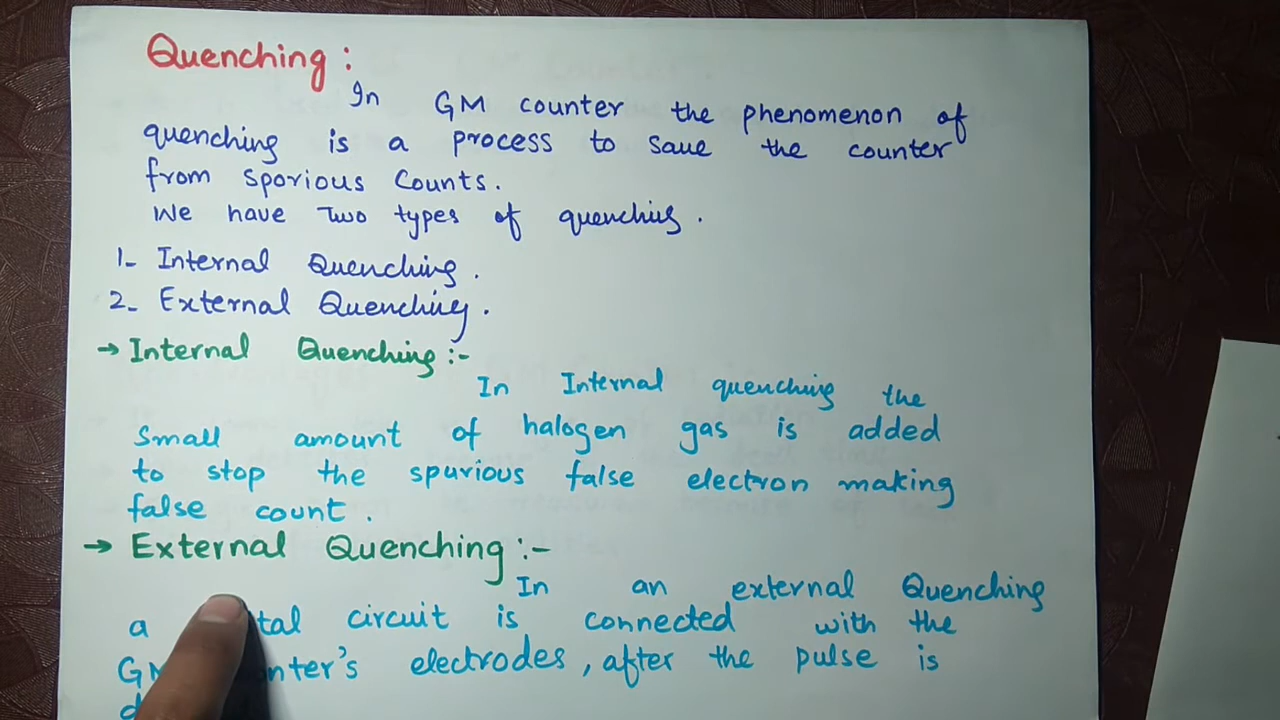 Quenching :
In GM counter the phenomenon of
quenching is a process to save the counter
from Sporious Counts.
We have Two types of quenching .
1- Internal Quenching .
2- External Quenching .
→ Internal Quenching :-
In Internal quenching the
Small amount of halogen gas is added
to stop the spurious false electron making
false count .
→ External Quenching :-
In an external Quenching
a circuit is connected with the
electrodes , after the pulse is